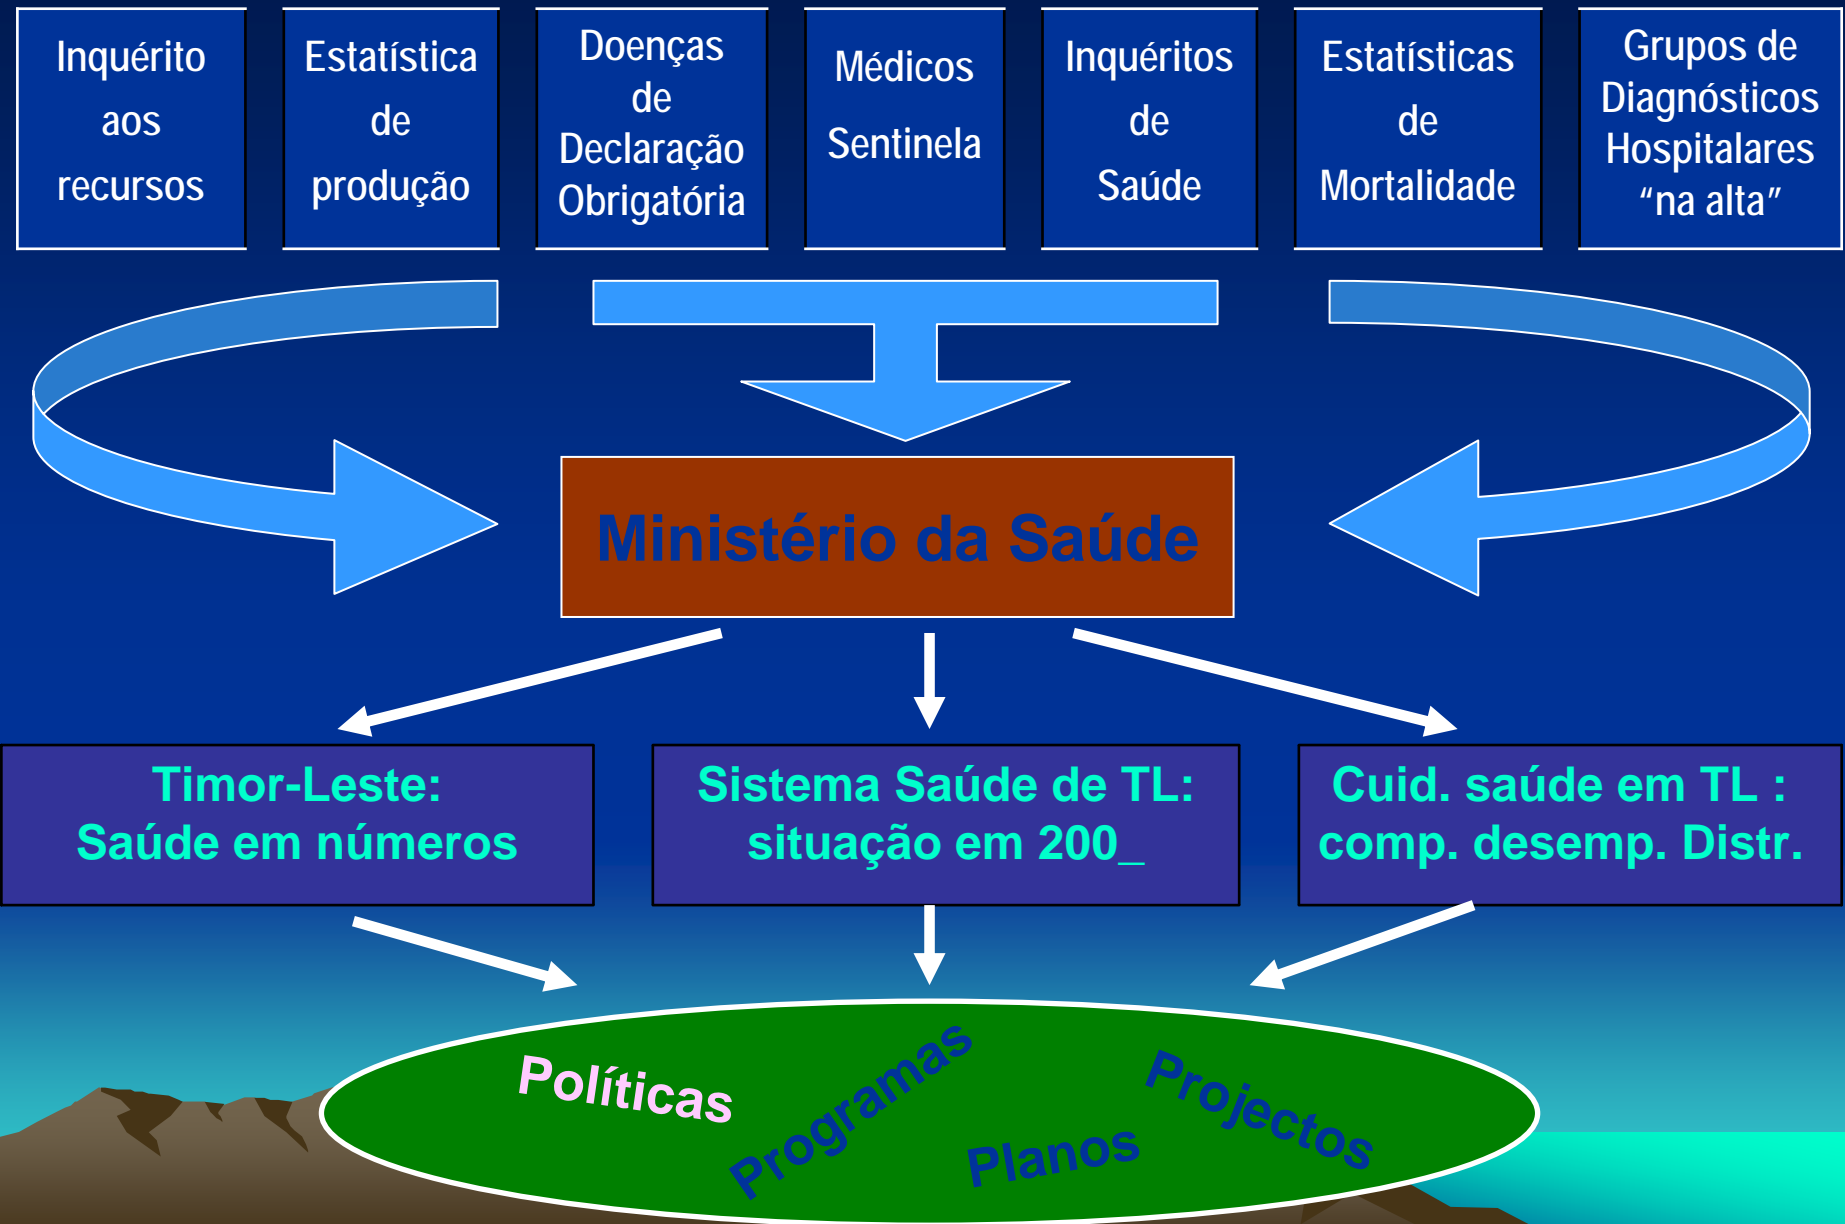 Inquérito
aos
recursos
Estatística
de
produção
Doenças
de
Declaração
Obrigatória
Médicos
Sentinela
Inquéritos
de
Saúde
Estatísticas
de
Mortalidade
Grupos de
Diagnósticos
Hospitalares
“na alta”
Ministério da Saúde
Timor-Leste:
Saúde em números
Sistema Saúde de TL:
situação em 200_
Cuid. saúde em TL :
comp. desemp. Distr.
Políticas
Programas
Planos
Projectos